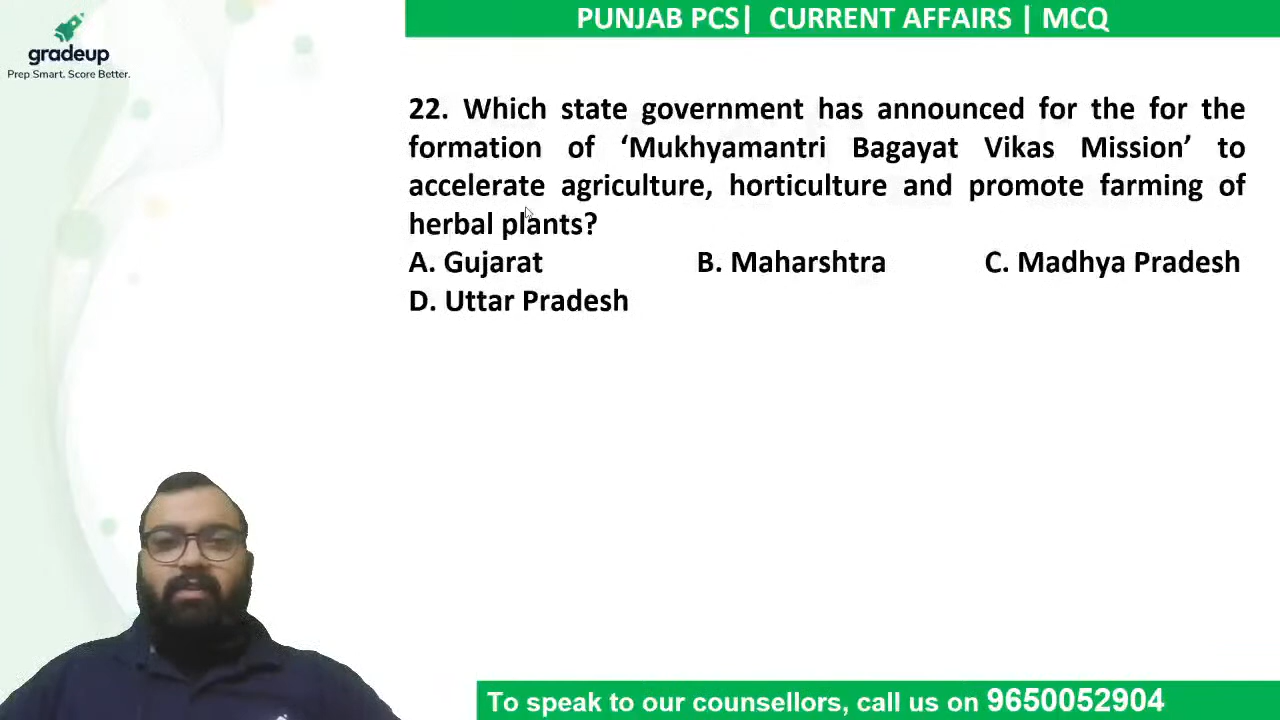 gradeup
Prep Smart. Score Better.
PUNJAB PCS| CURRENT AFFAIRS | MCQ
22. Which state government has announced for the for the
formation of ‘Mukhyamantri Bagayat Vikas Mission’ to
accelerate agriculture, horticulture and promote farming of
herbal plants?
A. Gujarat B. Maharshtra C. Madhya Pradesh
D. Uttar Pradesh
To speak to our counsellors, call us on 9650052904